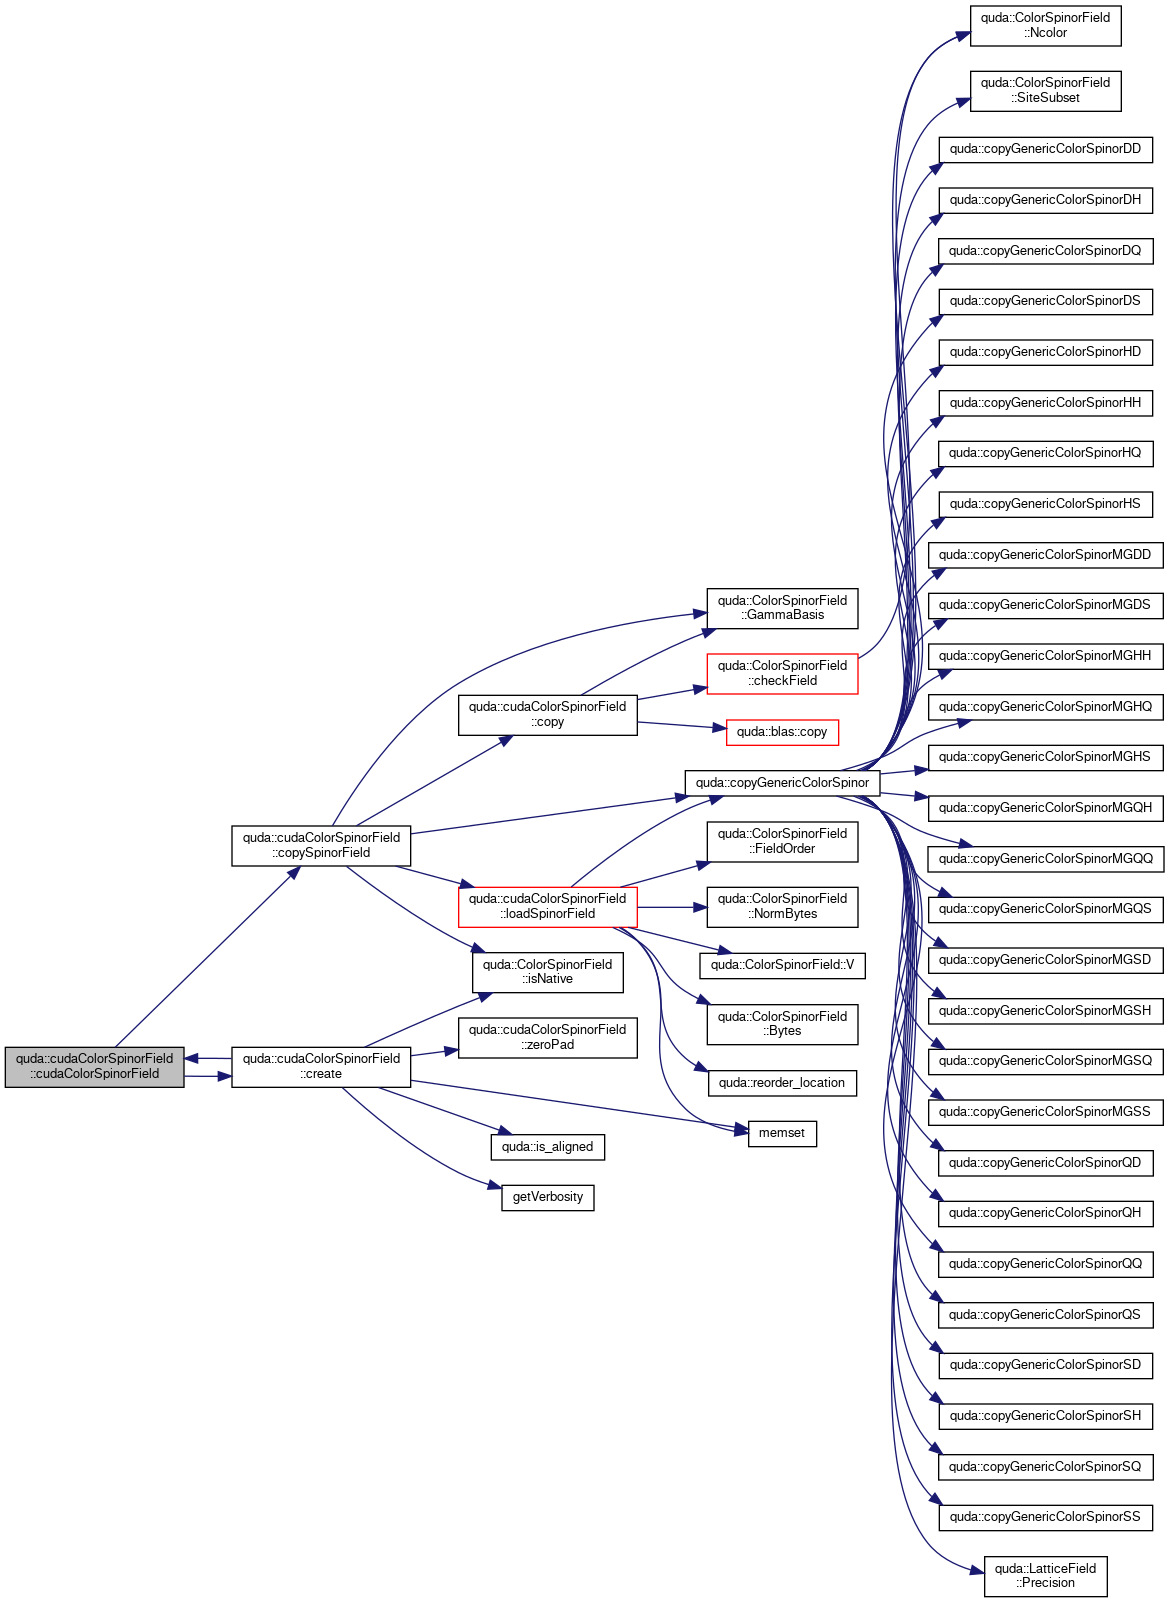 quda::cudaColorSpinorField
::cudaColorSpinorField
quda::cudaColorSpinorField
::copySpinorField
quda::cudaColorSpinorField
::create
quda::cudaColorSpinorField
::copy
quda::cudaColorSpinorField
::loadSpinorField
quda::ColorSpinorField
::isNative
quda::cudaColorSpinorField
::zeroPad
quda::is_aligned
getVerbosity
quda::ColorSpinorField
::GammaBasis
quda::ColorSpinorField
::checkField
quda::blas::copy
quda::copyGenericColorSpinor
quda::ColorSpinorField
::FieldOrder
quda::ColorSpinorField
::NormBytes
quda::ColorSpinorField::V
quda::ColorSpinorField
::Bytes
quda::reorder_location
memset
quda::ColorSpinorField
::Ncolor
quda::ColorSpinorField
::SiteSubset
quda::copyGenericColorSpinorDD
quda::copyGenericColorSpinorDH
quda::copyGenericColorSpinorDQ
quda::copyGenericColorSpinorDS
quda::copyGenericColorSpinorHD
quda::copyGenericColorSpinorHH
quda::copyGenericColorSpinorHQ
quda::copyGenericColorSpinorHS
quda::copyGenericColorSpinorMGDD
quda::copyGenericColorSpinorMGDS
quda::copyGenericColorSpinorMGHH
quda::copyGenericColorSpinorMGHQ
quda::copyGenericColorSpinorMGHS
quda::copyGenericColorSpinorMGQH
quda::copyGenericColorSpinorMGQQ
quda::copyGenericColorSpinorMGQS
quda::copyGenericColorSpinorMGSD
quda::copyGenericColorSpinorMGSH
quda::copyGenericColorSpinorMGSQ
quda::copyGenericColorSpinorMGSS
quda::copyGenericColorSpinorQD
quda::copyGenericColorSpinorQH
quda::copyGenericColorSpinorQQ
quda::copyGenericColorSpinorQS
quda::copyGenericColorSpinorSD
quda::copyGenericColorSpinorSH
quda::copyGenericColorSpinorSQ
quda::copyGenericColorSpinorSS
quda::LatticeField
::Precision